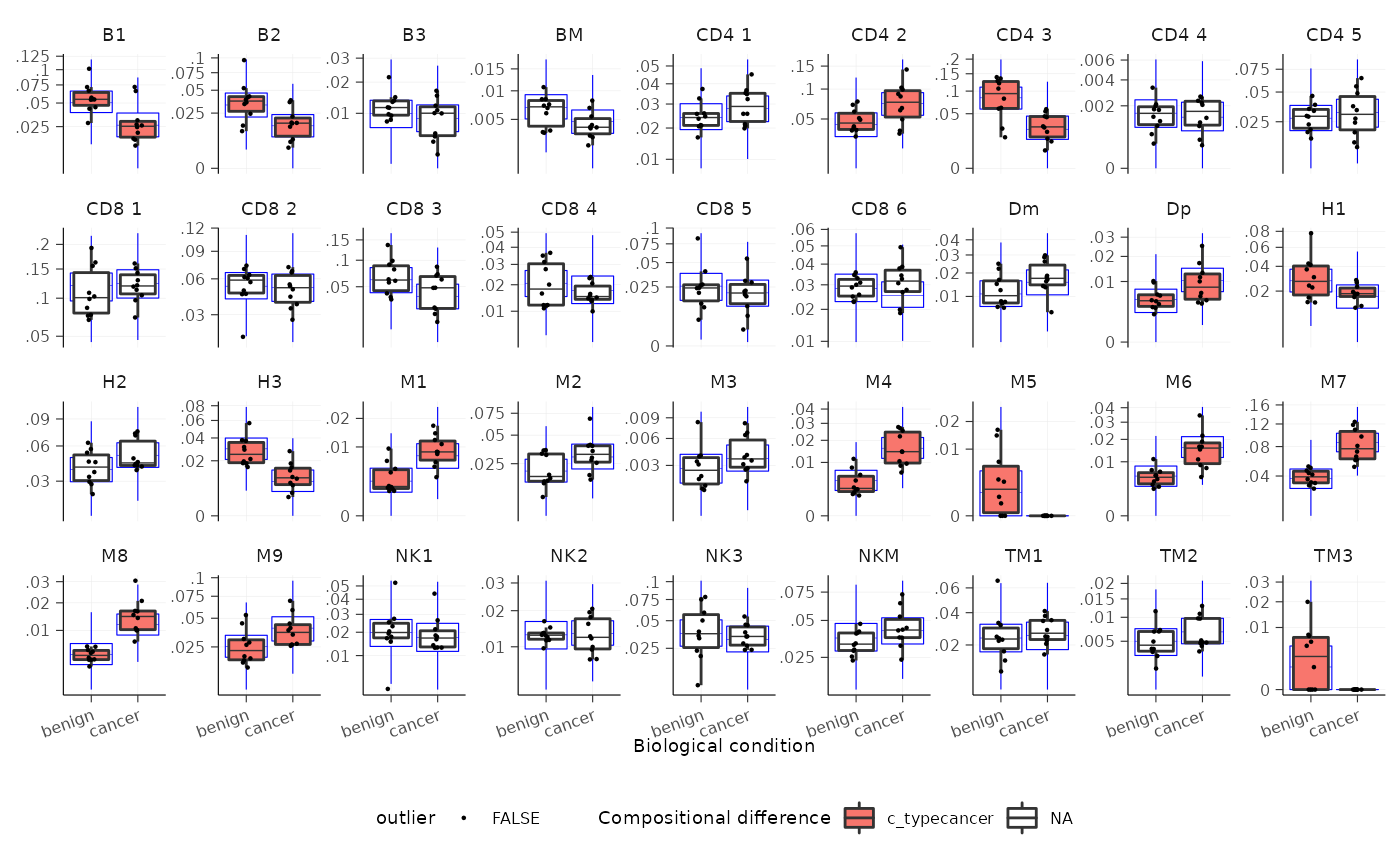 B1 B2 B3 BM CD4 1 CD4 2 CD4 3 CD4 4 CD4 5
.125 .1 .075 .05 .025
.1 .075 .05 .025 0
.03 .02 .01
.015 .01 .005
.05 .04 .03 .02 .01
.15 .1 .05
.2 .15 .1 .05 0
.006 .004 .002 0
.075 .05 .025
CD8 1 CD8 2 CD8 3 CD8 4 CD8 5 CD8 6 Dm Dp H1
.2 .15 .1 .05
.12 .09 .06 .03
.15 .1 .05
.05 .04 .03 .02 .01
.1 .075 .05 .025 0
.06 .05 .04 .03 .02 .01
.04 .03 .02 .01
.03 .02 .01 0
.08 .06 .04 .02
H2 H3 M1 M2 M3 M4 M5 M6 M7
.09 .06 .03
.08 .06 .04 .02 0
.02 .01 0
.075 .05 .025
.009 .006 .003
.04 .03 .02 .01 0
.02 .01 0
.04 .03 .02 .01 0
.16 .12 .08 .04
M8 M9 NK1 NK2 NK3 NKM TM1 TM2 TM3
.03 .02 .01
.1 .075 .05 .025
.05 .04 .03 .02 .01
.03 .02 .01
.1 .075 .05 .025
.075 .05 .025
.06 .04 .02
.02 .015 .01 .005
.03 .02 .01 0
benign cancer benign cancer benign cancer benign cancer benign cancer benign cancer benign cancer benign cancer benign cancer
Biological condition
outlier FALSE Compositional difference c_typecancer NA